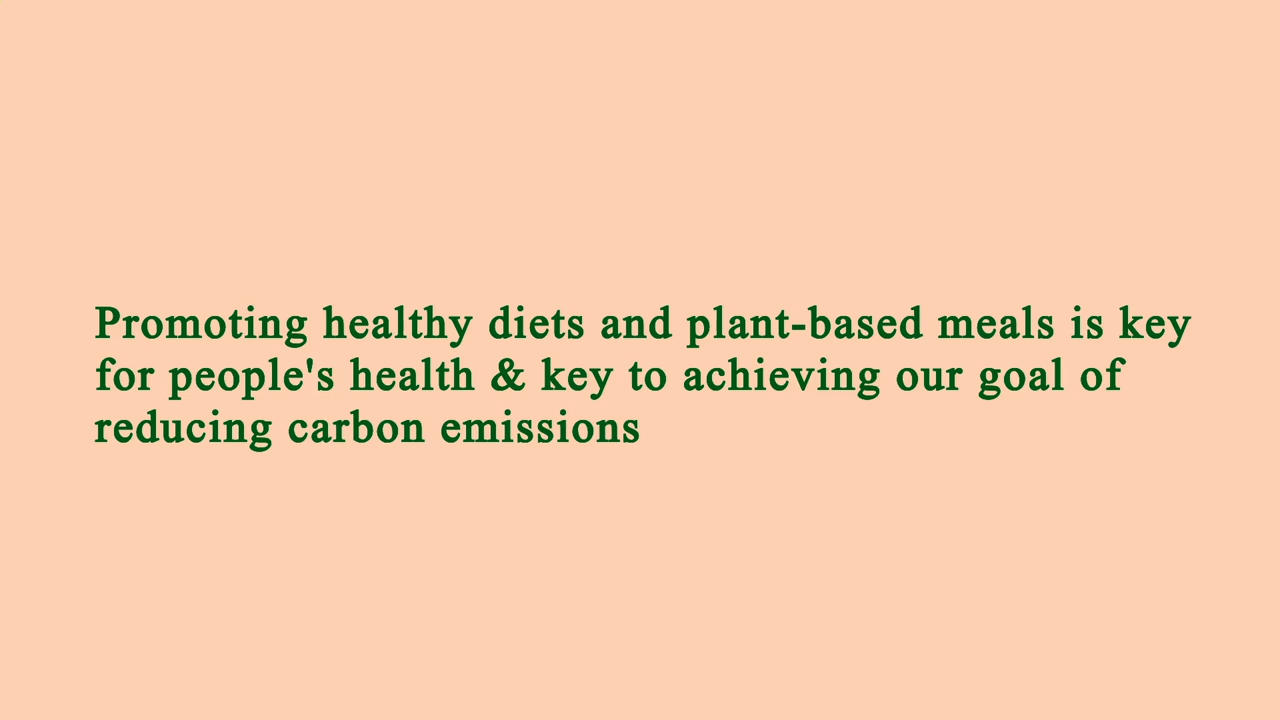 Promoting healthy diets and plant-based meals is key
for people's health & key to achieving our goal of
reducing carbon emissions